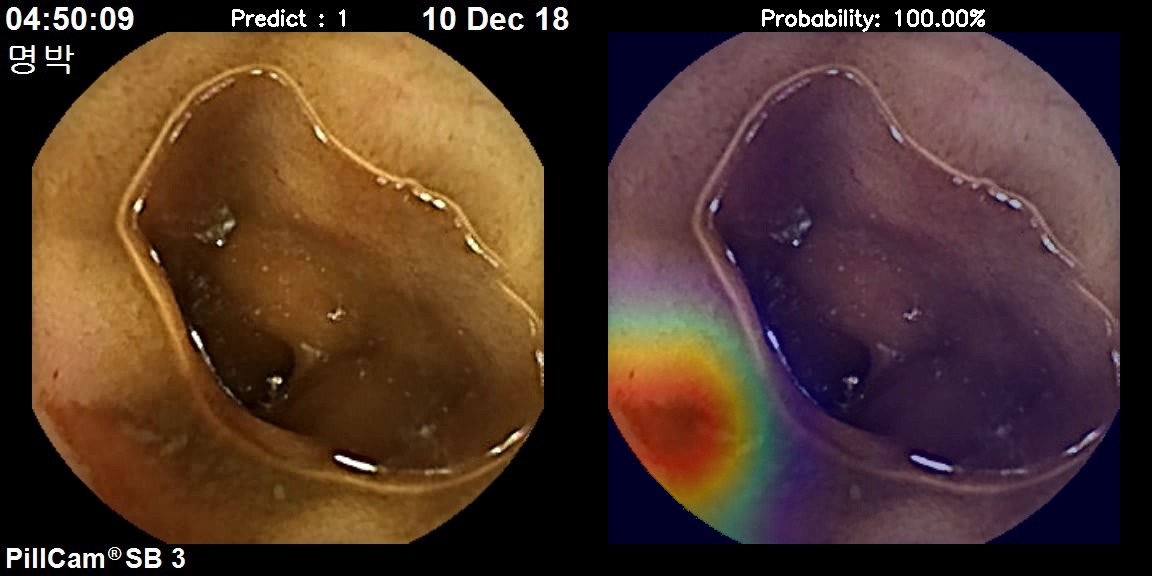 04:50:09
Predict : 1
10 Dec 18
Probability: 100.00%
명박
PillCam® SB 3